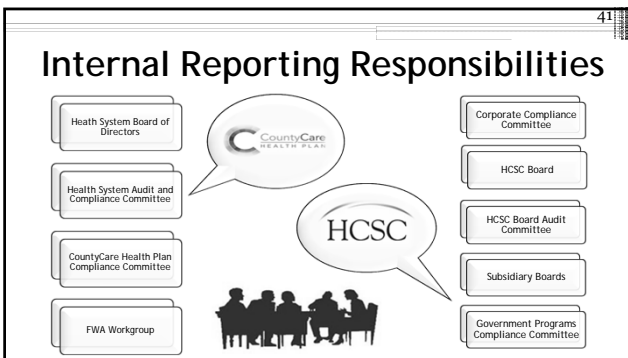 41
Internal Reporting Responsibilities
Heath System Board of
Directors
Health System Audit and
Compliance Committee
CountyCare Health Plan
Compliance Committee
FWA Workgroup
CountyCare
HEALTH PLAN
HCSC
Corporate Compliance
Committee
HCSC Board
HCSC Board Audit
Committee
Subsidiary Boards
Government Programs
Compliance Committee